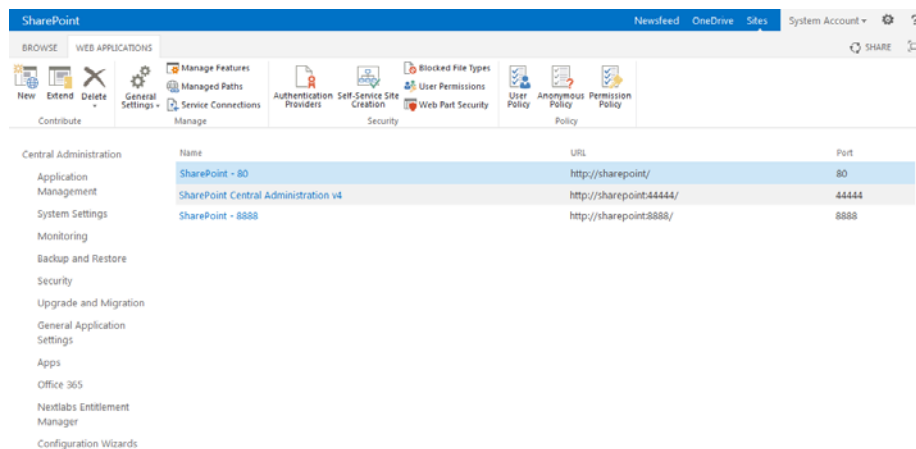 SharePoint
Newsfeed OneDrive Sites System Account ?
BROWSE WEB APPLICATIONS
SHARE
New Extend Delete
General Settings
Manage Features
Managed Paths
Service Connections
Authentication Providers
Self-Service Site Creation
Blocked File Types
User Permissions
Web Part Security
User Policy
Anonymous Policy
Permission Policy
Contribute Manage Security Policy
Central Administration
Application
Management
System Settings
Monitoring
Backup and Restore
Security
Upgrade and Migration
General Application
Settings
Apps
Office 365
Nextlabs Entitlement
Manager
Configuration Wizards
Name URL Port
SharePoint - 80 http://sharepoint/ 80
SharePoint Central Administration v4 http://sharepoint:44444/ 44444
SharePoint - 8888 http://sharepoint:8888/ 8888